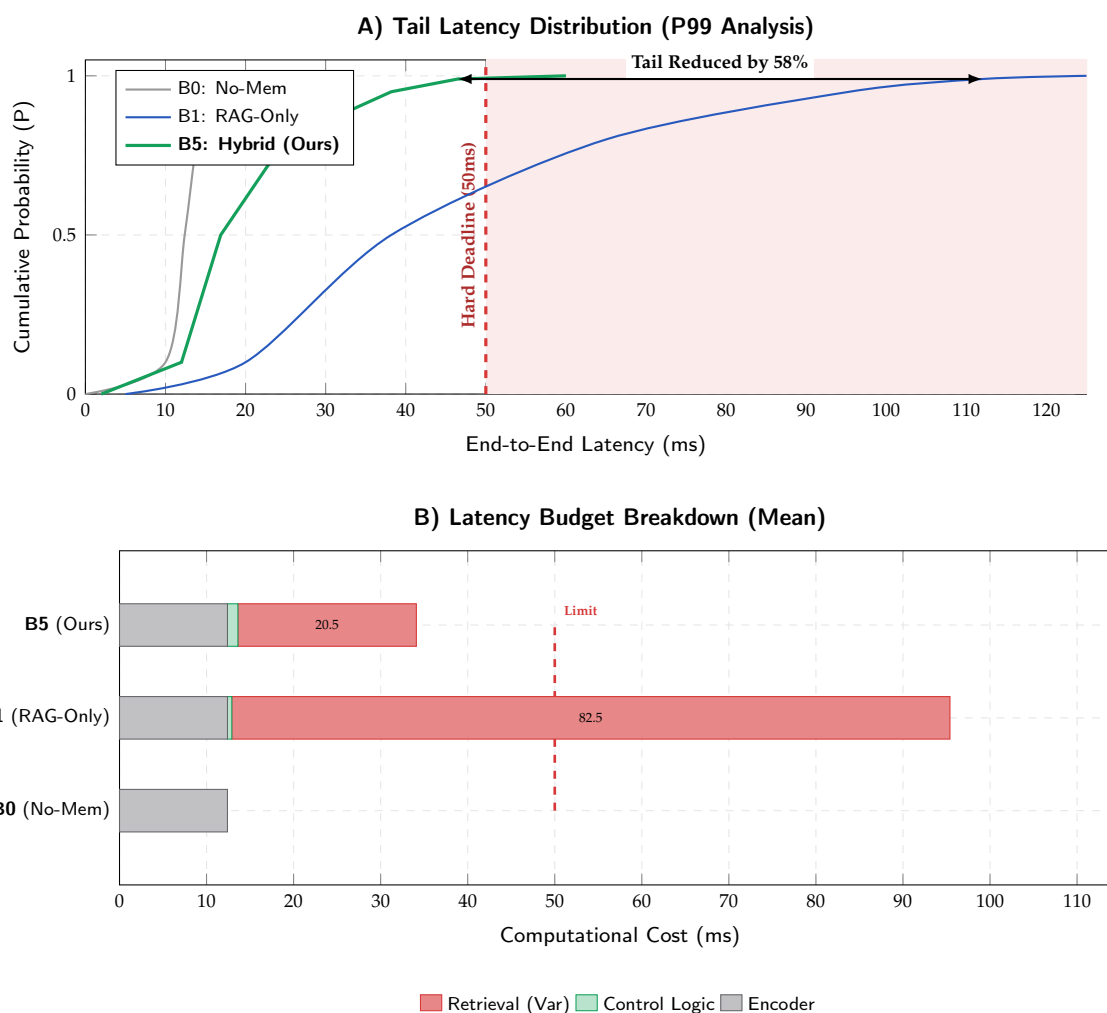 A) Tail Latency Distribution (P99 Analysis)
Tail Reduced by 58%
B0: No-Mem
B1: RAG-Only
B5: Hybrid (Ours)
Hard Deadline (50ms)
Cumulative Probability (P)
1
0.5
0
0 10 20 30 40 50 60 70 80 90 100 110 120
End-to-End Latency (ms)
B) Latency Budget Breakdown (Mean)
Limit
B5 (Ours)
20.5
1 (RAG-Only)
82.5
30 (No-Mem)
0 10 20 30 40 50 60 70 80 90 100 110
Computational Cost (ms)
Retrieval (Var) Control Logic Encoder